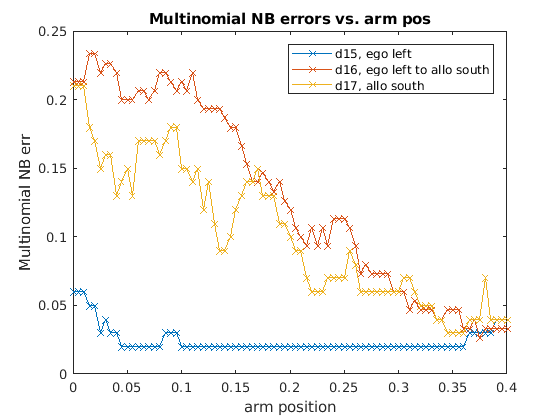 Multinomial NB errors vs. arm pos
d15, ego left
d16, ego left to allo south
d17, allo south
Multinomial NB err
0.25
0.2
0.15
0.1
0.05
0
0 0.05 0.1 0.15 0.2 0.25 0.3 0.35 0.4
arm position